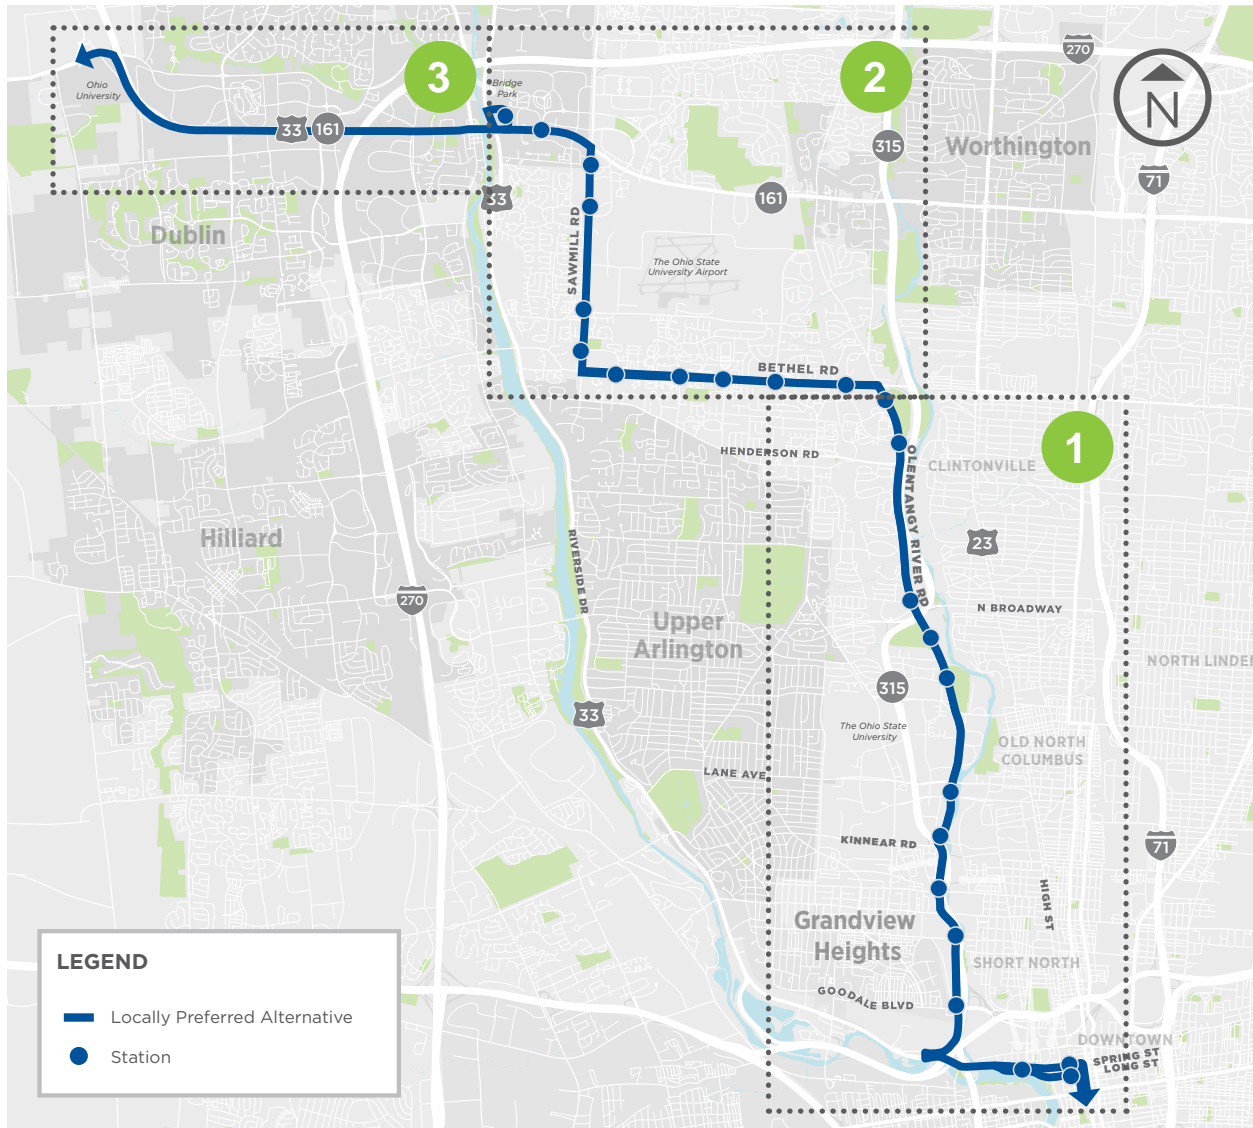 3
2
270
Ohio
University
Bridge
Park
N
33
161
315
Worthington
71
33
161
Dublin
SAWMILL RD
The Ohio State
University Airport
BETHEL RD
1
HENDERSON RD
OLENTANGY RIVER RD
CLINTONVILLE
Hilliard
23
RIVERSIDE DR
270
N BROADWAY
Upper
Arlington
NORTH LINDEN
315
33
The Ohio State
University
OLD NORTH
COLUMBUS
LANE AVE
KINNEAR RD
71
HIGH ST
Grandview
Heights
SHORT NORTH
LEGEND
GOODALE BLVD
Locally Preferred Alternative
DOWNTOWN
SPRING ST
LONG ST
Station